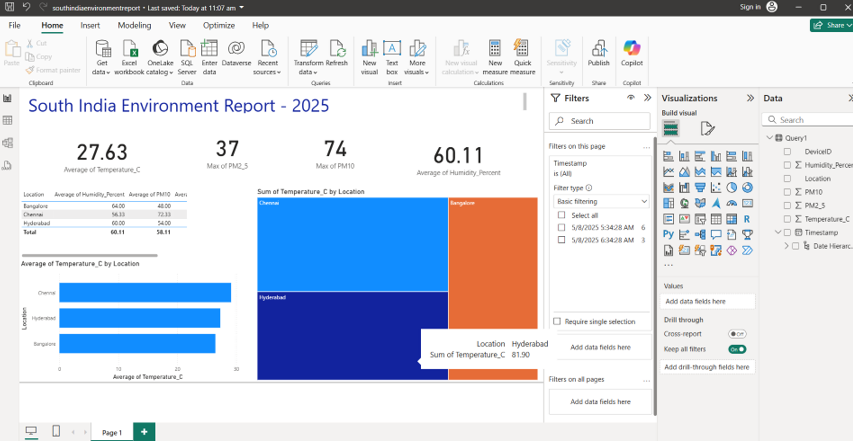 southindiaenvironmentreport • Last saved: Today at 11:07 am
Sign in
File Home Insert Modeling View Optimize Help
Share
Paste
Cut
Copy
Format painter
Get data
Excel workbook
OneLake catalog
SQL Server
Enter data
Dataverse
Recent sources
Transform data
Refresh
New visual
Text box
More visuals
New visual calculation
New measure
Quick measure
Sensitivity
Publish
Copilot
Clipboard Data Queries Insert Calculations Sensitivity Share Copilot
South India Environment Report - 2025
27.63
Average of Temperature_C
37
Max of PM2_5
74
Max of PM10
60.11
Average of Humidity_Percent
Location Average of Humidity_Percent Average of PM10
Bangalore 64.00 48.00
Chennai 56.33 72.33
Hyderabad 60.00 54.00
Total 60.11 58.11
Average of Temperature_C by Location
Location
Chennai
Hyderabad
Bangalore
0 10 20 30
Average of Temperature_C
Sum of Temperature_C by Location
Chennai
Bangalore
Hyderabad
Location Hyderabad
Sum of Temperature_C 81.90
Filters
Search
Filters on this page
Timestamp
is (All)
Filter type
Basic filtering
Select all
5/8/2025 5:34:28 AM 6
5/8/2025 6:34:28 AM 3
Require single selection
Add data fields here
Filters on all pages
Add data fields here
Visualizations
Build visual
Values
Add data fields here
Drill through
Cross-report
Off
Keep all filters
On
Add drill-through fields here
Data
Search
Query1
DeviceID
Humidity_Percen
Location
PM10
PM2_5
Temperature_C
Timestamp
Date Hierarc...
Page 1